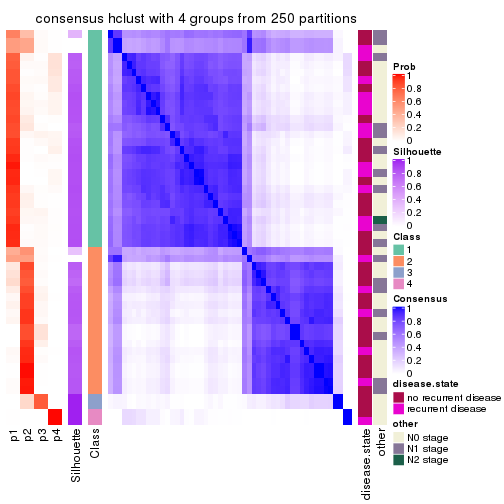 consensus hclust with 4 groups from 250 partitions
Prob
1
0.8
0.6
0.4
0.2
0
Silhouette
1
0.8
0.6
0.4
0.2
0
Class
1
2
3
4
Consensus
1
0.8
0.6
0.4
0.2
0
disease.state
no recurrent disease
recurrent disease
other
N0 stage
N1 stage
N2 stage
p1
p2
p3
p4
Silhouette
Class
disease.state
other